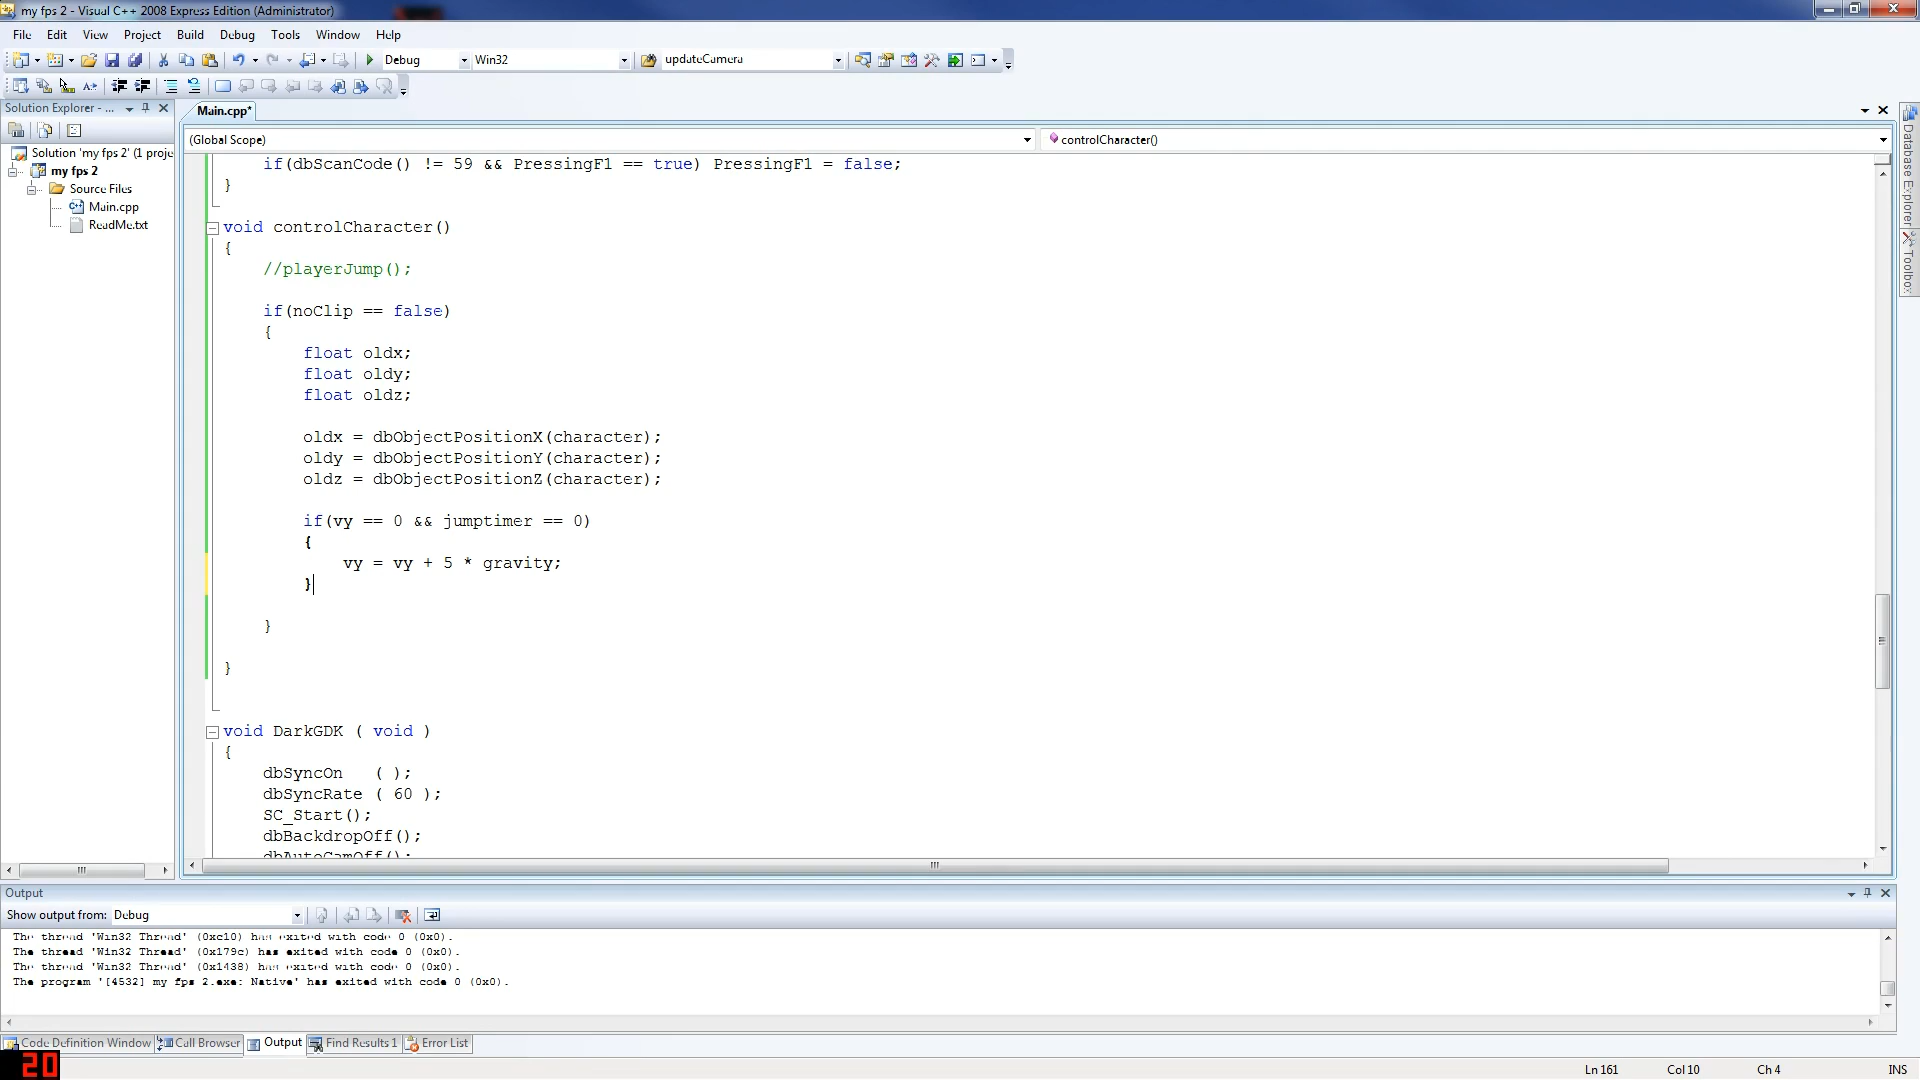 my fps 2 - Visual C++ 2008 Express Edition (Administrator)
File Edit View Project Build Debug Tools Window Help
Debug Win32 updateCamera
Solution Explorer - ...
Main.cpp*
(Global Scope) controlCharacter()
Solution 'my fps 2' (1 proje
my fps 2
Source Files
Main.cpp
ReadMe.txt
if(dbScanCode() != 59 && PressingF1 == true) PressingF1 = false;
}
void controlCharacter()
{
//playerJump();
if(noClip == false)
{
float oldx;
float oldy;
float oldz;
oldx = dbObjectPositionX(character);
oldy = dbObjectPositionY(character);
oldz = dbObjectPositionZ(character);
if(vy == 0 && jumptimer == 0)
{
vy = vy + 5 * gravity;
}
}
}
void DarkGDK ( void )
{
dbSyncOn ( );
dbSyncRate ( 60 );
SC_Start();
dbBackdropOff();
dbAutoCamOff();
Database Explorer
Toolbox
Output
Show output from: Debug
The thread 'Win32 Thread' (0xc10) has exited with code 0 (0x0).
The thread 'Win32 Thread' (0x179c) has exited with code 0 (0x0).
The thread 'Win32 Thread' (0x1438) has exited with code 0 (0x0).
The program '[4532] my fps 2.exe: Native' has exited with code 0 (0x0).
Code Definition Window Call Browser Output Find Results 1 Error List
20
Ln 161 Col 10 Ch 4 INS